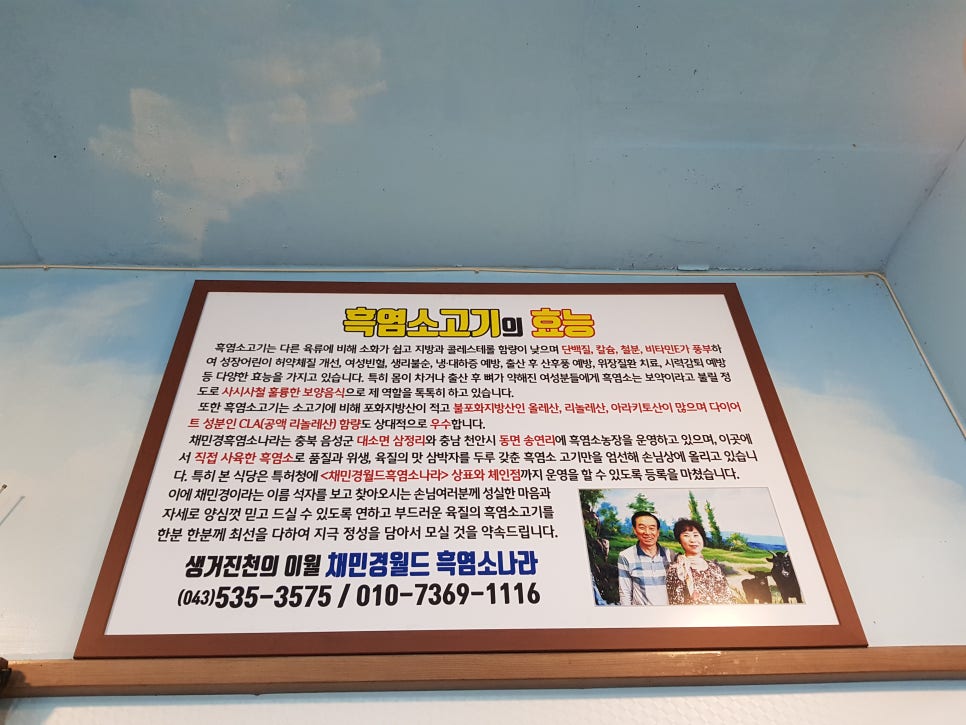 흑염소고기의 효능
흑염소고기는 다른 육류에 비해 소화가 쉽고 지방과 콜레스테롤 함량이 낮으며 단백질, 칼슘, 철분, 비타민E가 풍부하
여 성장어린이 허약체질 개선, 여성빈혈, 생리불순, 냉·대하증 예방, 출산 후 산후풍 예방, 위장질환 치료, 시력감퇴 예방
등 다양한 효능을 가지고 있습니다. 특히 몸이 차거나 출산 후 뼈가 약해진 여성분들에게 흑염소는 보약이라고 불릴 정
도로 사시사철 훌륭한 보양음식으로 제 역할을 톡톡히 하고 있습니다.
또한 흑염소고기는 소고기에 비해 포화지방산이 적고 불포화지방산인 올레산, 리놀레산, 아라키토산이 많으며 다이어
트 성분인 CLA(공액 리놀레산) 함량도 상대적으로 우수합니다.
채민경흑염소나라는 충북 음성군 대소면 삼정리와 충남 천안시 동면 송연리에 흑염소농장을 운영하고 있으며, 이곳에
서 직접 사육한 흑염소로 품질과 위생, 육질의 맛 삼박자를 두루 갖춘 흑염소 고기만을 엄선해 손님상에 올리고 있습니
다. 특히 본 식당은 특허청에 <채민경월드흑염소나라> 상표와 체인점까지 운영을 할 수 있도록 등록을 마쳤습니다.
이에 채민경이라는 이름 석자를 보고 찾아오시는 손님여러분께 성실한 마음과
자세로 양심껏 믿고 드실 수 있도록 연하고 부드러운 육질의 흑염소고기를
한분 한분께 최선을 다하여 지극 정성을 담아서 모실 것을 약속드립니다.
생거진천의 이월 채민경월드 흑염소나라
(043)535-3575 / 010-7369-1116